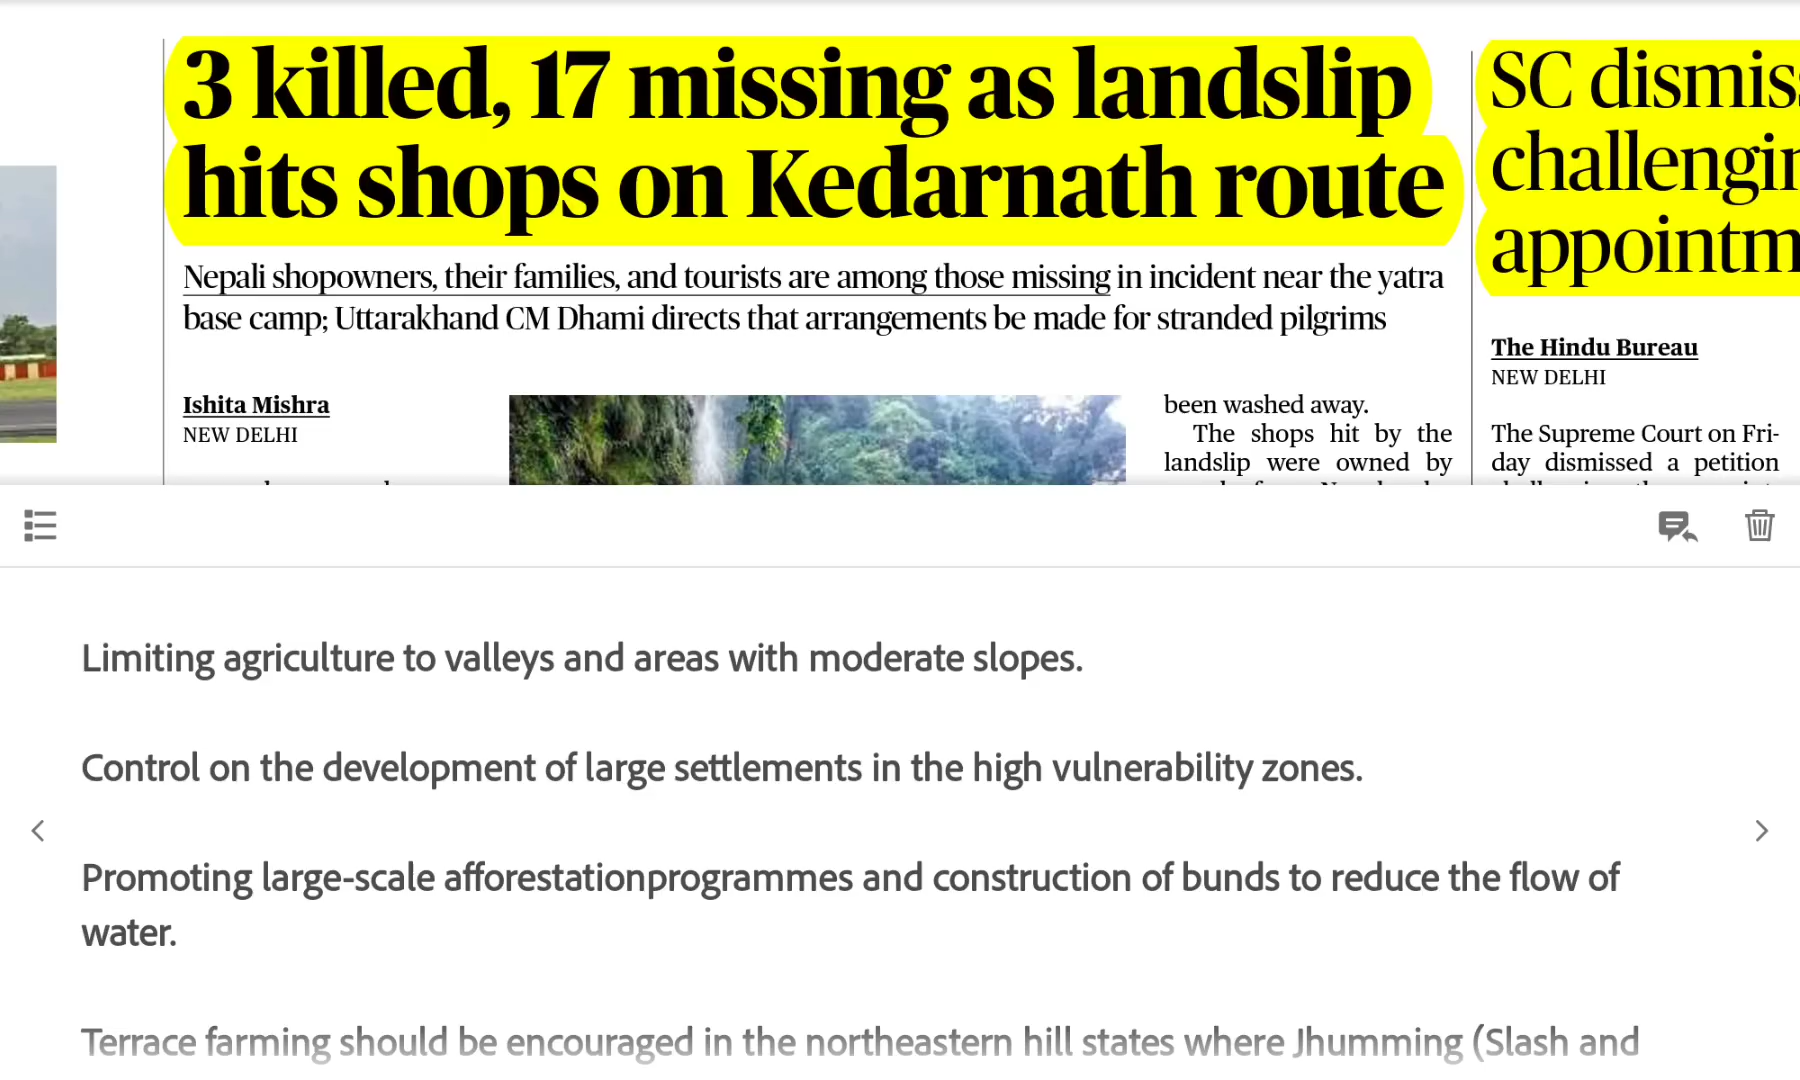 3 killed, 17 missing as landslip
hits shops on Kedarnath route
Nepali shopowners, their families, and tourists are among those missing in incident near the yatra
base camp; Uttarakhand CM Dhami directs that arrangements be made for stranded pilgrims
Ishita Mishra
NEW DELHI
been washed away.
The shops hit by the
landslip were owned by
SC
challenging
The Hindu Bureau
NEW DELHI
The Supreme Court on Fri-
day dismissed a petition
Limiting agriculture to valleys and areas with moderate slopes.
Control on the development of large settlements in the high vulnerability zones.
Promoting large-scale afforestationprogrammes and construction of bunds to reduce the flow of
water.
Terrace farming should be encouraged in the northeastern hill states where Jhumming (Slash and